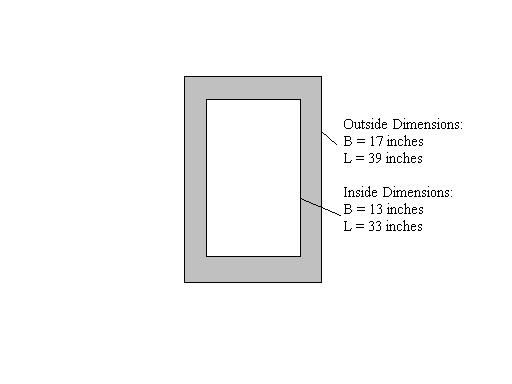 Outside Dimensions:
B = 17 inches
L = 39 inches
Inside Dimensions:
B = 13 inches
L = 33 inches